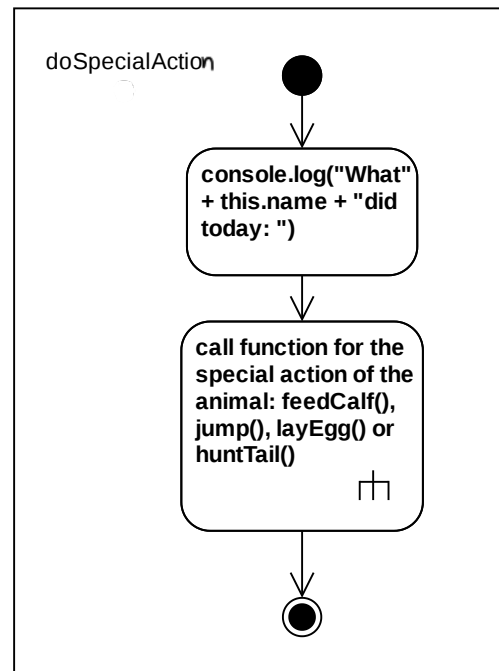 doSpecialAction
console.log("What"
+ this.name + "did
today: ")
call function for the
special action of the
animal: feedCalf(),
jump(), layEgg() or
huntTail()